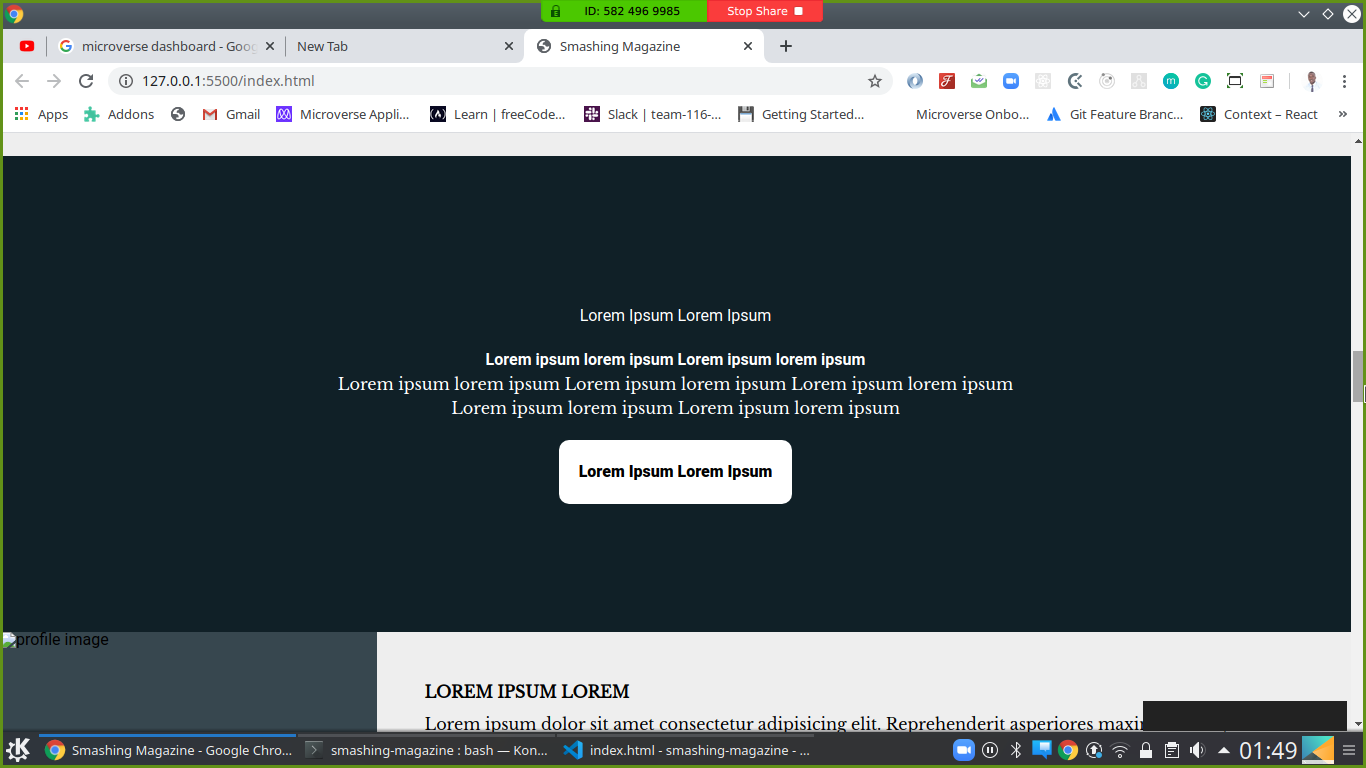 ID: 582 496 9985 Stop Share
microverse dashboard - Goog New Tab Smashing Magazine
127.0.0.1:5500/index.html
Apps Addons Gmail Microverse Appli... Learn | freeCode... Slack | team-116-... Getting Started... Microverse Onbo... Git Feature Branc... Context – React »
Lorem Ipsum Lorem Ipsum
Lorem ipsum lorem ipsum Lorem ipsum lorem ipsum
Lorem ipsum lorem ipsum Lorem ipsum lorem ipsum Lorem ipsum lorem ipsum
Lorem ipsum lorem ipsum Lorem ipsum lorem ipsum
Lorem Ipsum Lorem Ipsum
profile image
LOREM IPSUM LOREM
Lorem ipsum dolor sit amet consectetur adipisicing elit. Reprehenderit asperiores
Smashing Magazine - Google Chro... smashing-magazine : bash — Kon... index.html - smashing-magazine - ... 01:49